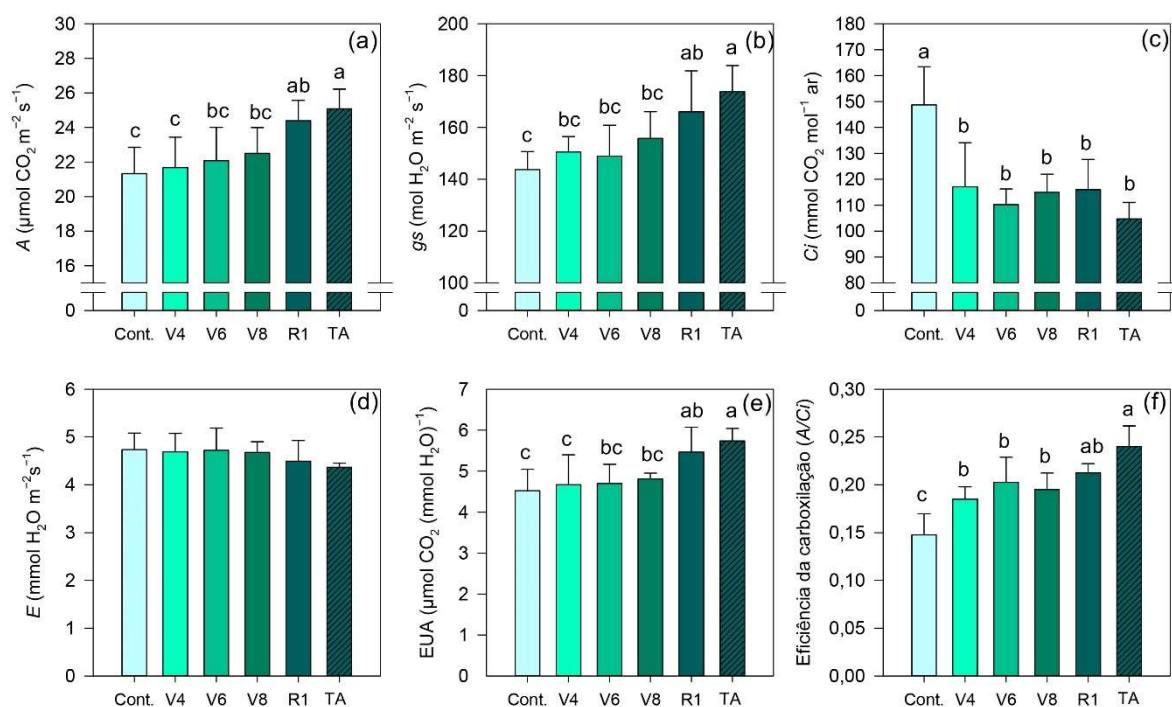 (a)
A (µmol CO₂ m⁻² s⁻¹)
30
28
26
24
22
20
18
16
0
c
c
bc
bc
ab
a
Cont.
V4
V6
V8
R1
TA
(b)
gs (mol H₂O m⁻² s⁻¹)
200
180
160
140
120
100
0
c
bc
bc
bc
ab
a
Cont.
V4
V6
V8
R1
TA
(c)
Ci (mmol CO₂ mol⁻¹ ar)
180
170
160
150
140
130
120
110
100
90
80
0
a
b
b
b
b
b
Cont.
V4
V6
V8
R1
TA
(d)
E (mmol H₂O m⁻² s⁻¹)
6
5
4
3
2
1
0
Cont.
V4
V6
V8
R1
TA
(e)
EUA (µmol CO₂ (mmol H₂O)⁻¹)
7
6
5
4
3
2
1
0
c
c
bc
bc
ab
a
Cont.
V4
V6
V8
R1
TA
(f)
Eficiência da carboxilação (A/Ci)
0,30
0,25
0,20
0,15
0,10
0,05
0,00
c
b
b
b
ab
a
Cont.
V4
V6
V8
R1
TA